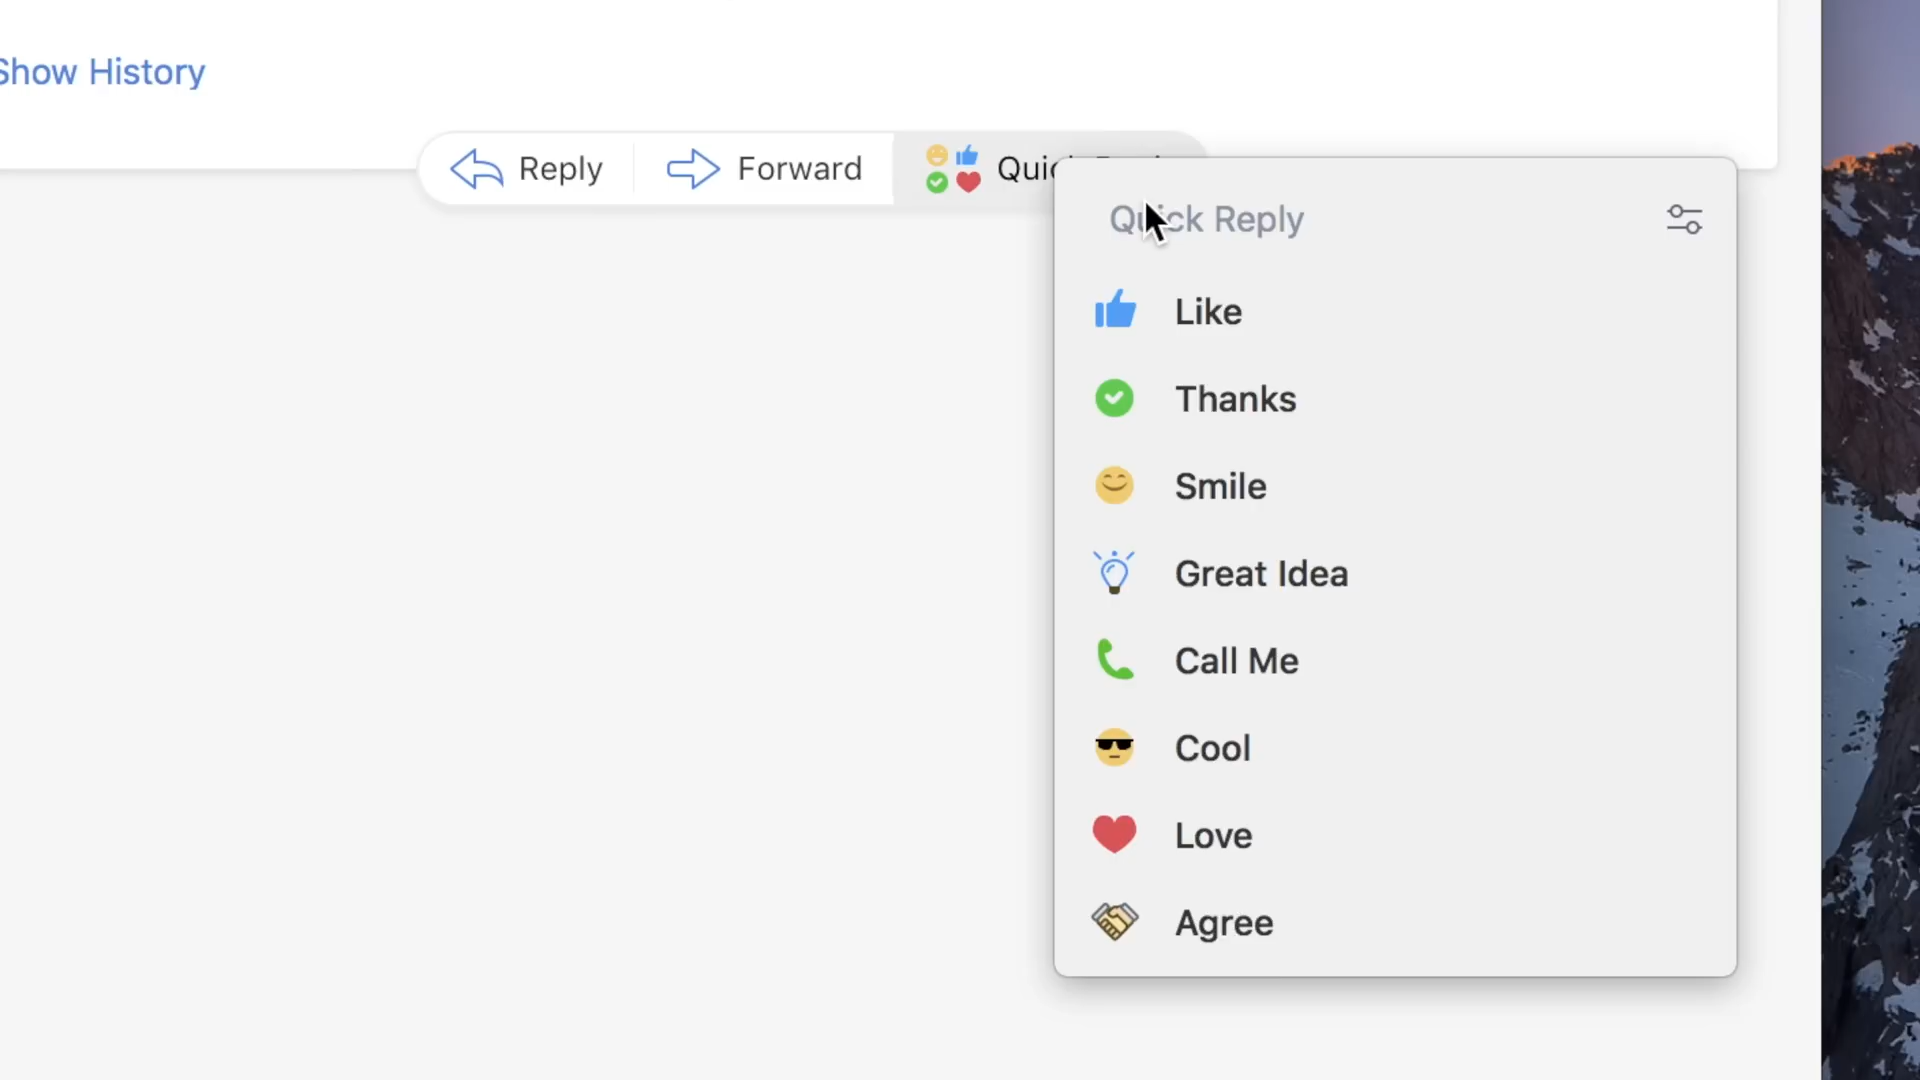 Show History
Reply
Forward
Quick Reply
Like
Thanks
Smile
Great Idea
Call Me
Cool
Love
Agree